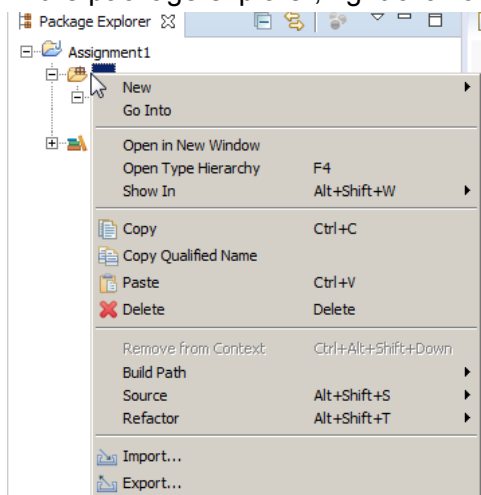 Package Explorer
Assignment1
New
Go Into
Open in New Window
Open Type Hierarchy F4
Show In Alt+Shift+W
Copy Ctrl+C
Copy Qualified Name
Paste Ctrl+V
Delete Delete
Remove from Context Ctrl+Alt+Shift+Down
Build Path
Source Alt+Shift+S
Refactor Alt+Shift+T
Import...
Export...